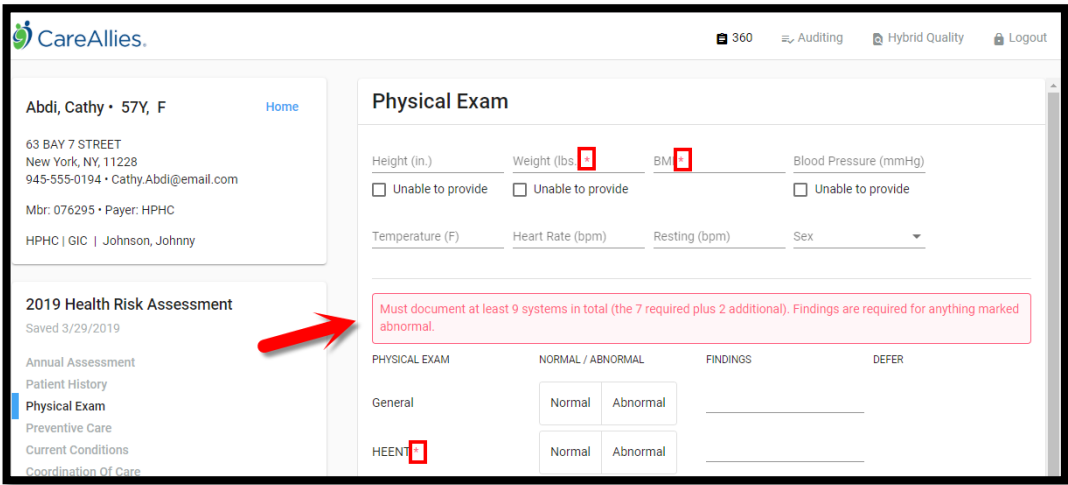 CareAllies.
360 Auditing Hybrid Quality Logout
Abdi, Cathy • 57Y, F Home
63 BAY 7 STREET
New York, NY, 11228
945-555-0194 • Cathy.Abdi@email.com
Mbr: 076295 • Payer: HPHC
HPHC | GIC | Johnson, Johnny
2019 Health Risk Assessment
Saved 3/29/2019
Annual Assessment
Patient History
Physical Exam
Preventive Care
Current Conditions
Coordination Of Care
Physical Exam
Height (in.) Weight (lbs. * BMI * Blood Pressure (mmHg)
Unable to provide Unable to provide Unable to provide
Temperature (F) Heart Rate (bpm) Resting (bpm) Sex
Must document at least 9 systems in total (the 7 required plus 2 additional). Findings are required for anything marked
abnormal.
PHYSICAL EXAM NORMAL / ABNORMAL FINDINGS DEFER
General Normal Abnormal
HEENT * Normal Abnormal